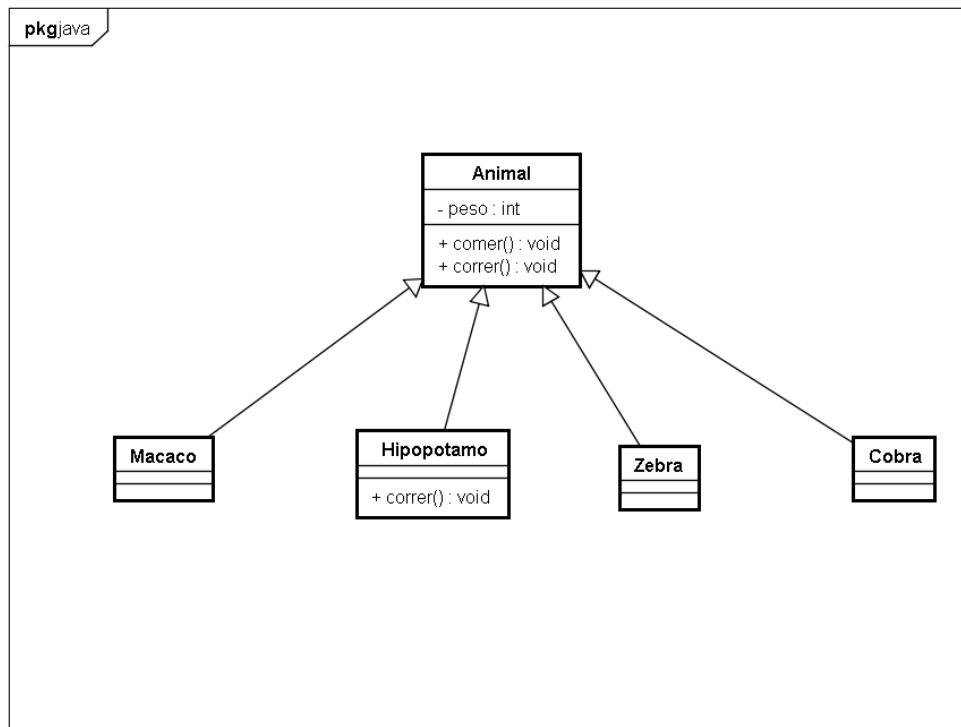 pkgjava
Animal
- peso : int
+ comer() : void
+ correr() : void
Macaco
Hipopotamo
+ correr() : void
Zebra
Cobra